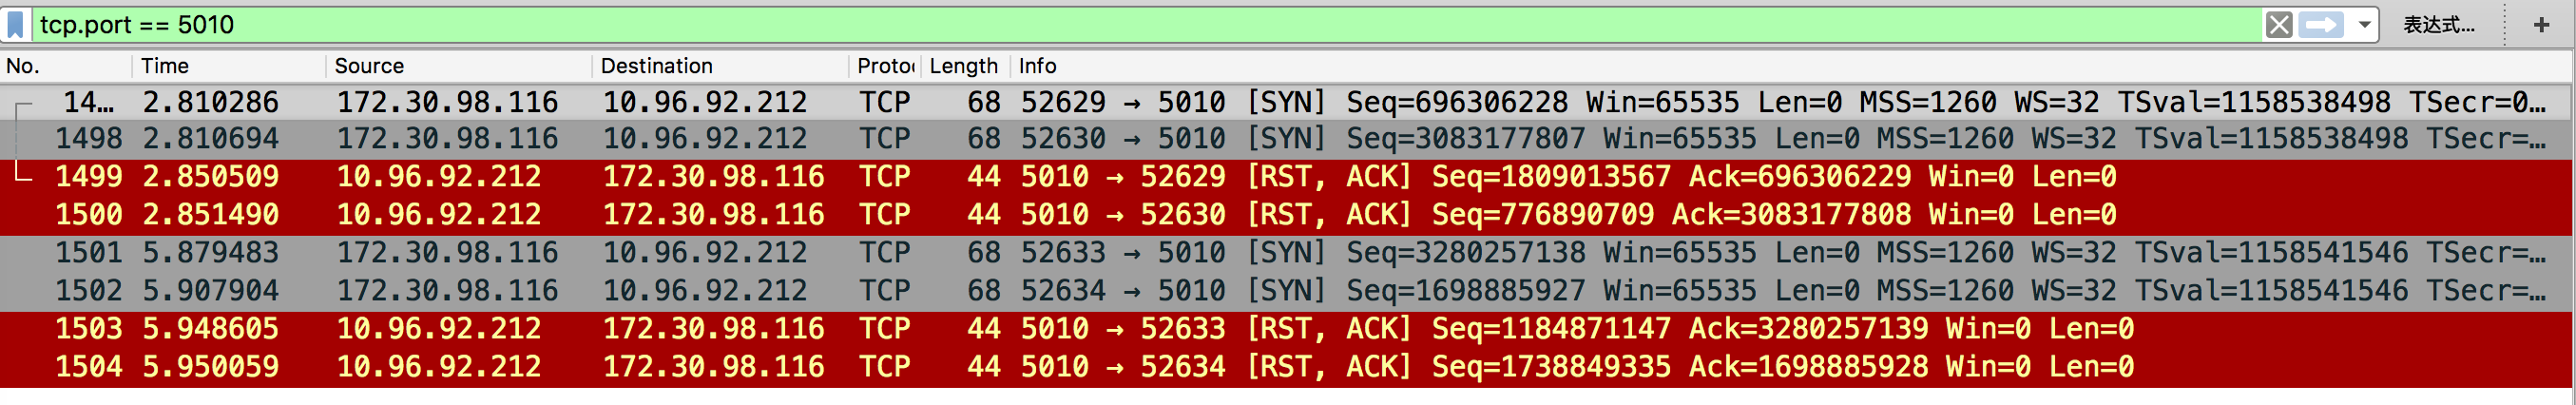 tcp.port == 5010 表达式… +
No. Time Source Destination Protoc Length Info
14… 2.810286 172.30.98.116 10.96.92.212 TCP 68 52629 → 5010 [SYN] Seq=696306228 Win=65535 Len=0 MSS=1260 WS=32 TSval=1158538498 TSecr=0…
1498 2.810694 172.30.98.116 10.96.92.212 TCP 68 52630 → 5010 [SYN] Seq=3083177807 Win=65535 Len=0 MSS=1260 WS=32 TSval=1158538498 TSecr=…
1499 2.850509 10.96.92.212 172.30.98.116 TCP 44 5010 → 52629 [RST, ACK] Seq=1809013567 Ack=696306229 Win=0 Len=0
1500 2.851490 10.96.92.212 172.30.98.116 TCP 44 5010 → 52630 [RST, ACK] Seq=776890709 Ack=3083177808 Win=0 Len=0
1501 5.879483 172.30.98.116 10.96.92.212 TCP 68 52633 → 5010 [SYN] Seq=3280257138 Win=65535 Len=0 MSS=1260 WS=32 TSval=1158541546 TSecr=…
1502 5.907904 172.30.98.116 10.96.92.212 TCP 68 52634 → 5010 [SYN] Seq=1698885927 Win=65535 Len=0 MSS=1260 WS=32 TSval=1158541546 TSecr=…
1503 5.948605 10.96.92.212 172.30.98.116 TCP 44 5010 → 52633 [RST, ACK] Seq=1184871147 Ack=3280257139 Win=0 Len=0
1504 5.950059 10.96.92.212 172.30.98.116 TCP 44 5010 → 52634 [RST, ACK] Seq=1738849335 Ack=1698885928 Win=0 Len=0